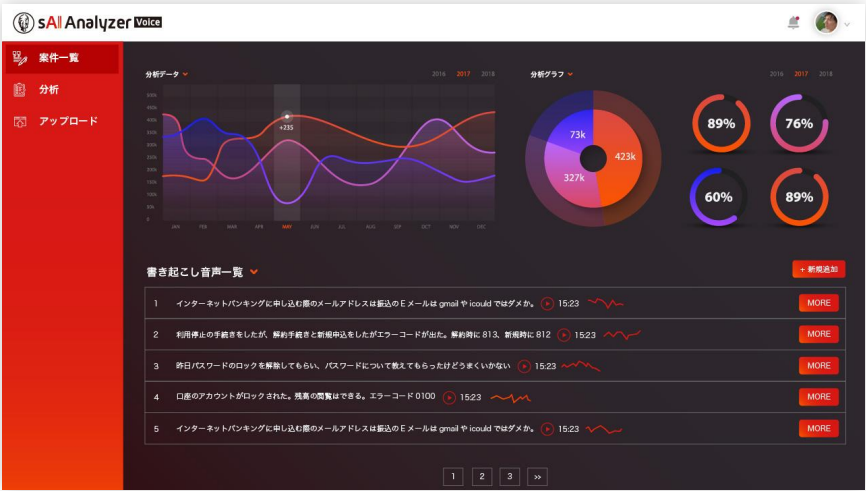 sAI Analyzer Voice
案件一覧
分析
アップロード
分析データ
2016 2017 2018
500k
450k
400k
350k
300k
250k
200k
150k
100k
50k
0
+235
JAN FEB MAR APR MAY JUN JUL AUG SEP OCT NOV DEC
分析グラフ
2016 2017 2018
73k
423k
327k
89%
76%
60%
89%
書き起こし音声一覧
+ 新規追加
1 インターネットバンキングに申し込む際のメールアドレスは振込のEメールは gmail や icould ではダメか。 15:23 MORE
2 利用停止の手続きをしたが、解約手続きと新規申込をしたがエラーコードが出た。解約時に 813、新規時に 812 15:23 MORE
3 昨日パスワードのロックを解除してもらい、パスワードについて教えてもらったけどうまくいかない 15:23 MORE
4 口座のアカウントがロックされた。残高の閲覧はできる。エラーコード 0100 15:23 MORE
5 インターネットバンキングに申し込む際のメールアドレスは振込のEメールは gmail や icould ではダメか。 15:23 MORE
1 2 3 »